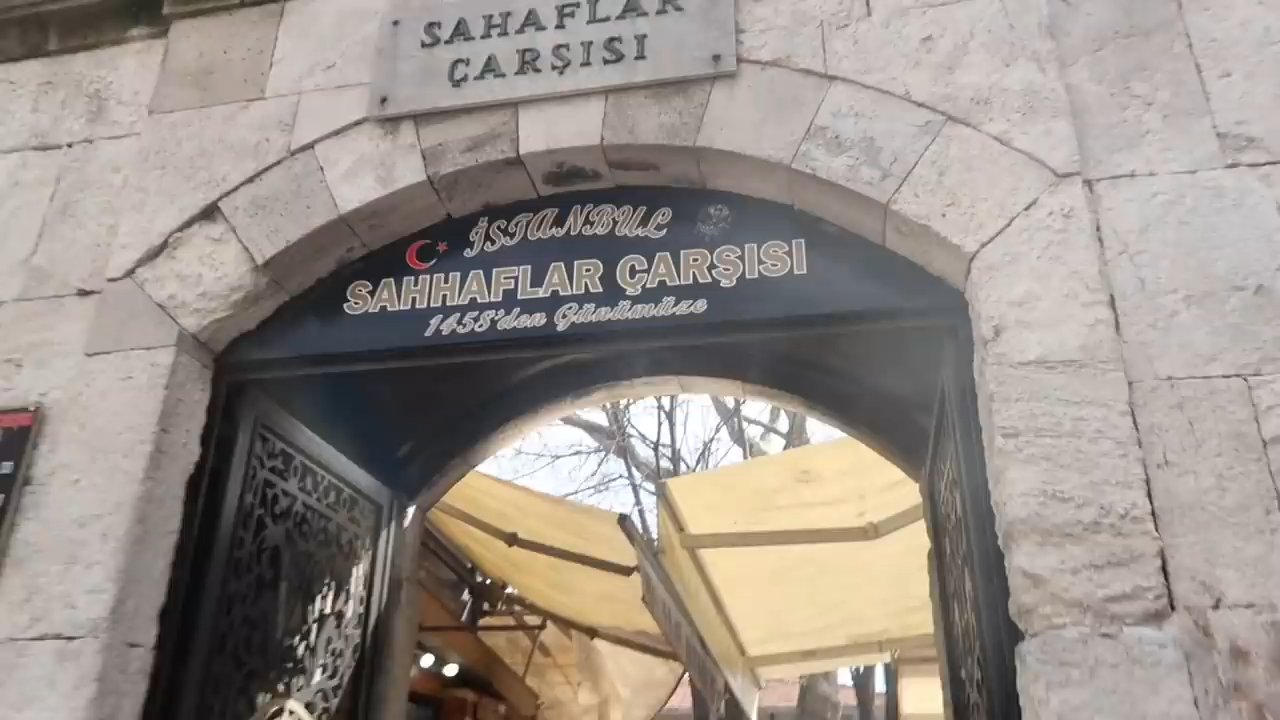 SAHAFLAR
ÇARŞISI
İSTANBUL
SAHHAFLAR ÇARŞISI
1458'den Günümüze